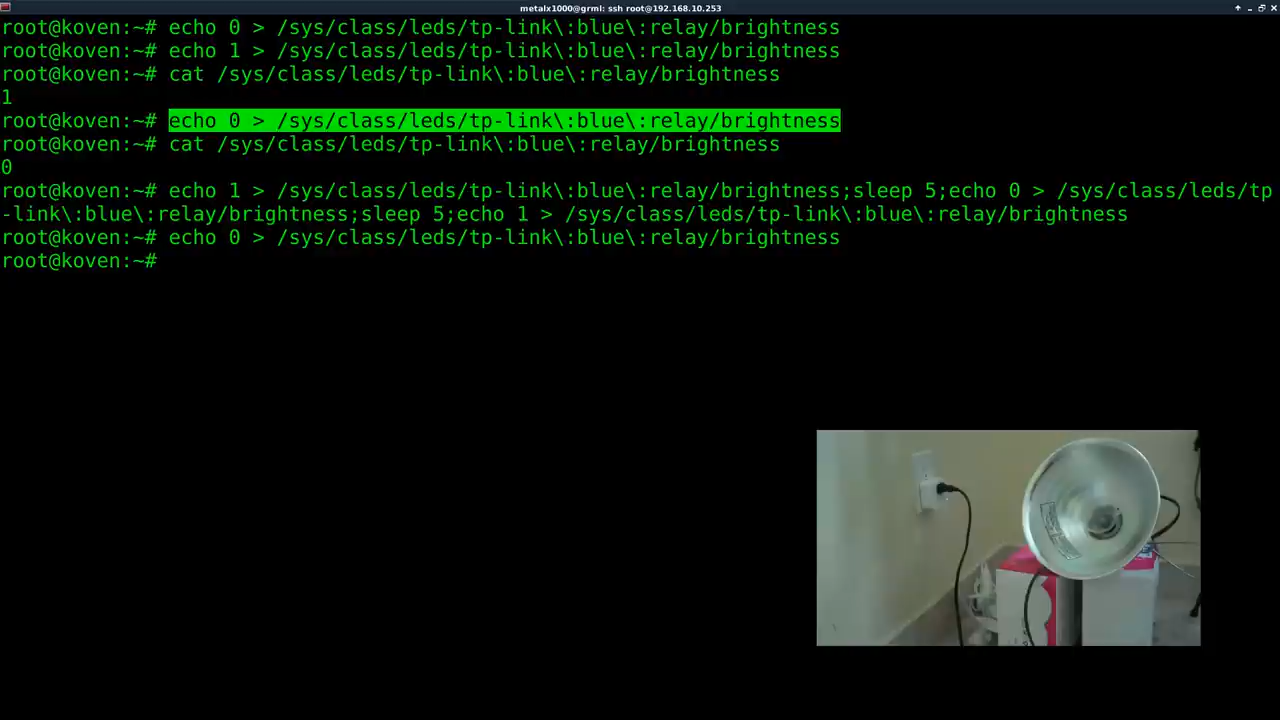 metalx1000@grml: ssh root@192.168.10.253
root@koven:~# echo 0 > /sys/class/leds/tp-link\:blue\:relay/brightness
root@koven:~# echo 1 > /sys/class/leds/tp-link\:blue\:relay/brightness
root@koven:~# cat /sys/class/leds/tp-link\:blue\:relay/brightness
1
root@koven:~# echo 0 > /sys/class/leds/tp-link\:blue\:relay/brightness
root@koven:~# cat /sys/class/leds/tp-link\:blue\:relay/brightness
0
root@koven:~# echo 1 > /sys/class/leds/tp-link\:blue\:relay/brightness;sleep 5;echo 0 > /sys/class/leds/tp
-link\:blue\:relay/brightness;sleep 5;echo 1 > /sys/class/leds/tp-link\:blue\:relay/brightness
root@koven:~# echo 0 > /sys/class/leds/tp-link\:blue\:relay/brightness
root@koven:~#